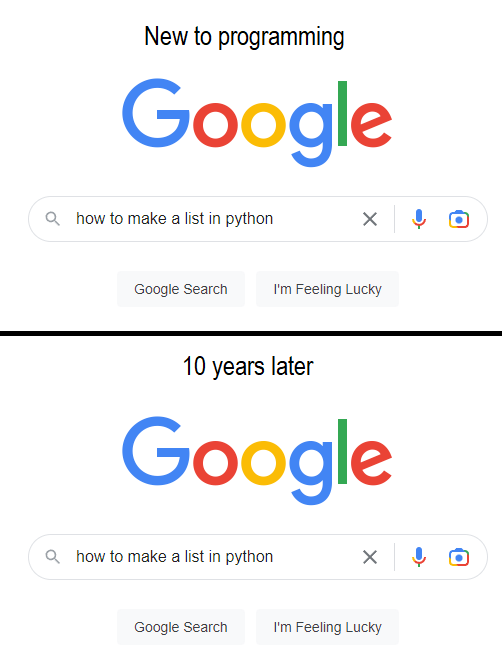 New to programming
Google
how to make a list in python
Google Search I'm Feeling Lucky
10 years later
Google
how to make a list in python
Google Search I'm Feeling Lucky